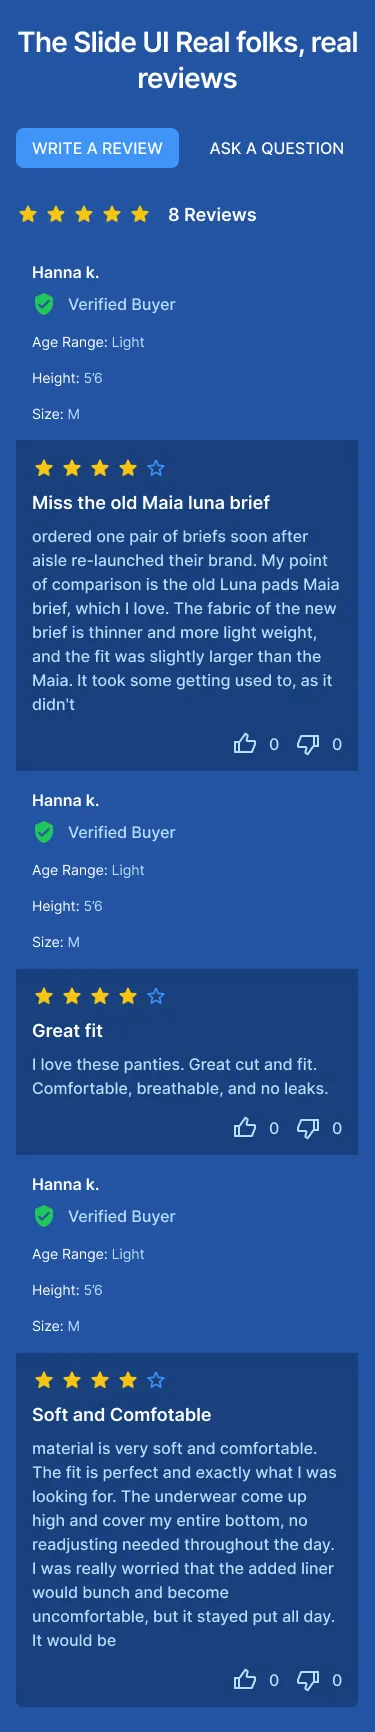 The Slide UI Real folks, real
reviews
WRITE A REVIEW
ASK A QUESTION
8 Reviews
Hanna k.
Verified Buyer
Age Range: Light
Height: 5'6
Size: M
Miss the old Maia luna brief
ordered one pair of briefs soon after
aisle re-launched their brand. My point
of comparison is the old Luna pads Maia
brief, which I love. The fabric of the new
brief is thinner and more light weight,
and the fit was slightly larger than the
Maia. It took some getting used to, as it
didn't
0 0
Hanna k.
Verified Buyer
Age Range: Light
Height: 5'6
Size: M
Great fit
I love these panties. Great cut and fit.
Comfortable, breathable, and no leaks.
0 0
Hanna k.
Verified Buyer
Age Range: Light
Height: 5'6
Size: M
Soft and Comfotable
material is very soft and comfortable.
The fit is perfect and exactly what I was
looking for. The underwear come up
high and cover my entire bottom, no
readjusting needed throughout the day.
I was really worried that the added liner
would bunch and become
uncomfortable, but it stayed put all day.
It would be
0 0